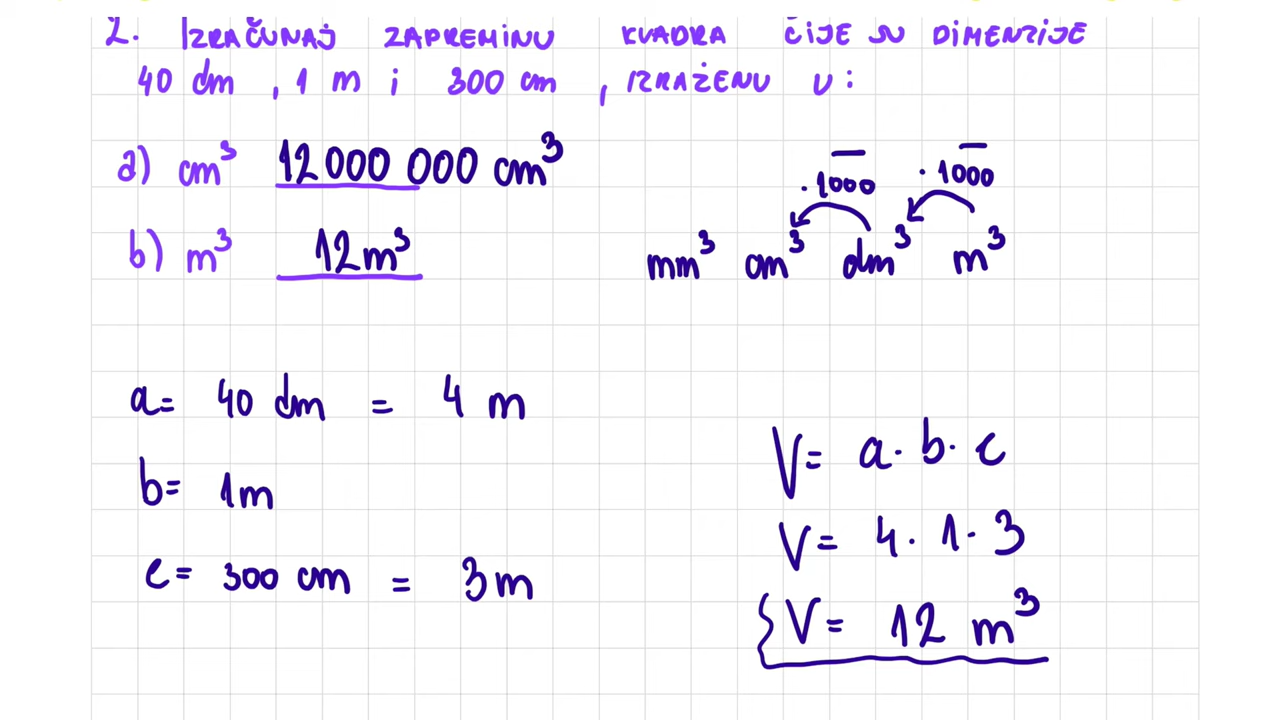 2. IZRAČUNAJ ZAPREMINU KVADRA ČIJE SU DIMENZIJE
40 dm, 1 m i 300 cm, IZRAŽENU U:
a) cm³ 12 000 000 cm³
b) m³ 12m³
·1000 ·1000
mm³ cm³ dm³ m³
a= 40 dm = 4 m
b= 1m
c= 300 cm = 3m
V= a·b·c
V= 4·1·3
V= 12 m³